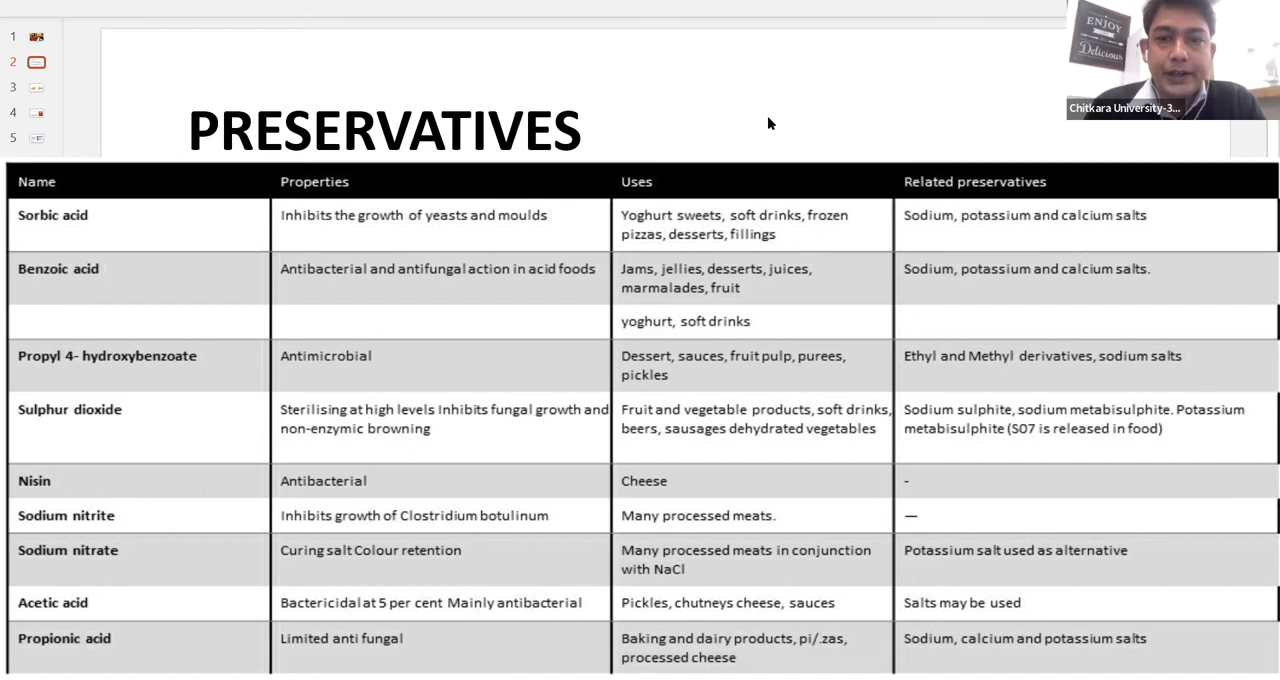 1
2
3
4
5
ENJOY
Delicious
Chitkara University-3...
PRESERVATIVES
Name Properties Uses Related preservatives
Sorbic acid Inhibits the growth of yeasts and moulds Yoghurt sweets, soft drinks, frozen Sodium, potassium and calcium salts
pizzas, desserts, fillings
Benzoic acid Antibacterial and antifungal action in acid foods Jams, jellies, desserts, juices, Sodium, potassium and calcium salts.
marmalades, fruit
yoghurt, soft drinks
Propyl 4- hydroxybenzoate Antimicrobial Dessert, sauces, fruit pulp, purees, Ethyl and Methyl derivatives, sodium salts
pickles
Sulphur dioxide Sterilising at high levels Inhibits fungal growth and Fruit and vegetable products, soft drinks, Sodium sulphite, sodium metabisulphite. Potassium
non-enzymic browning beers, sausages dehydrated vegetables metabisulphite (S07 is released in food)
Nisin Antibacterial Cheese -
Sodium nitrite Inhibits growth of Clostridium botulinum Many processed meats. —
Sodium nitrate Curing salt Colour retention Many processed meats in conjunction Potassium salt used as alternative
with NaCl
Acetic acid Bactericidal at 5 per cent Mainly antibacterial Pickles, chutneys cheese, sauces Salts may be used
Propionic acid Limited anti fungal Baking and dairy products, pi/.zas, Sodium, calcium and potassium salts
processed cheese